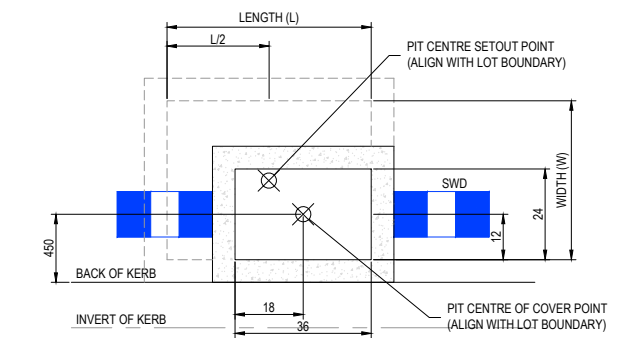 LENGTH (L)
L/2
PIT CENTRE SETOUT POINT
(ALIGN WITH LOT BOUNDARY)
WIDTH (W)
SWD
24
12
450
BACK OF KERB
18
PIT CENTRE OF COVER POINT
(ALIGN WITH LOT BOUNDARY)
INVERT OF KERB
36